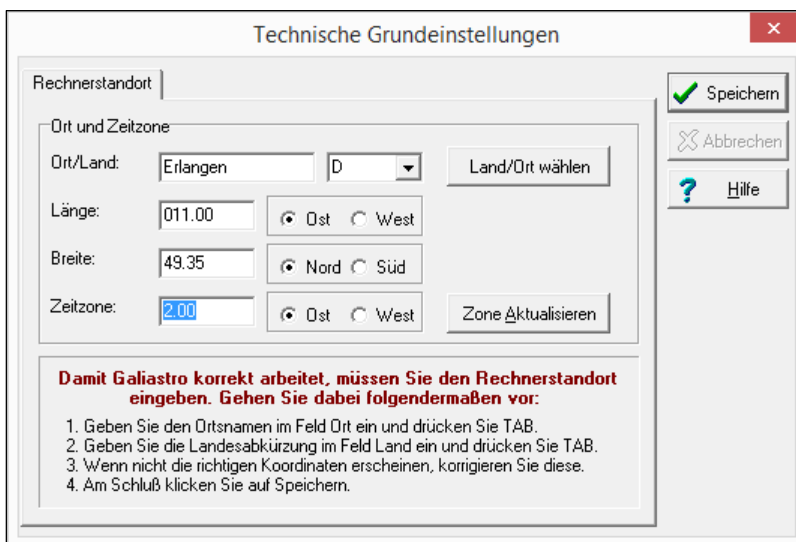 Technische Grundeinstellungen
Rechnerstandort
Speichern
Abbrechen
Hilfe
Ort und Zeitzone
Ort/Land: Erlangen D Land/Ort wählen
Länge: 011.00 Ost West
Breite: 49.35 Nord Süd
Zeitzone: 2.00 Ost West Zone Aktualisieren
Damit Galiastro korrekt arbeitet, müssen Sie den Rechnerstandort
eingeben. Gehen Sie dabei folgendermaßen vor:
1. Geben Sie den Ortsnamen im Feld Ort ein und drücken Sie TAB.
2. Geben Sie die Landesabkürzung im Feld Land ein und drücken Sie TAB.
3. Wenn nicht die richtigen Koordinaten erscheinen, korrigieren Sie diese.
4. Am Schluß klicken Sie auf Speichern.